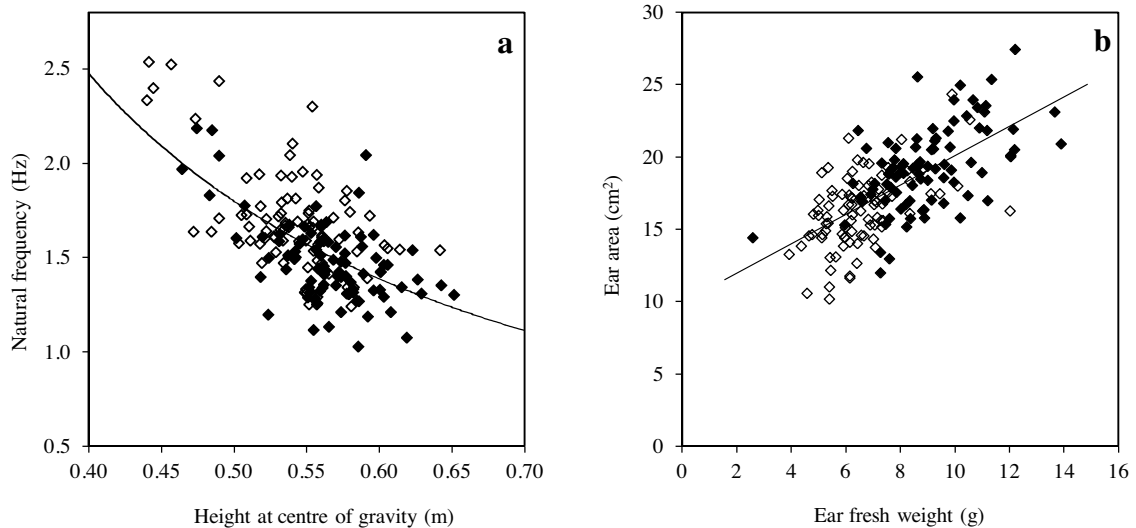 a
2.5
2.0
1.5
1.0
0.5
0.40 0.45 0.50 0.55 0.60 0.65 0.70
Natural frequency (Hz)
Height at centre of gravity (m)
b
30
25
20
15
10
5
0
0 2 4 6 8 10 12 14 16
Ear area (cm²)
Ear fresh weight (g)